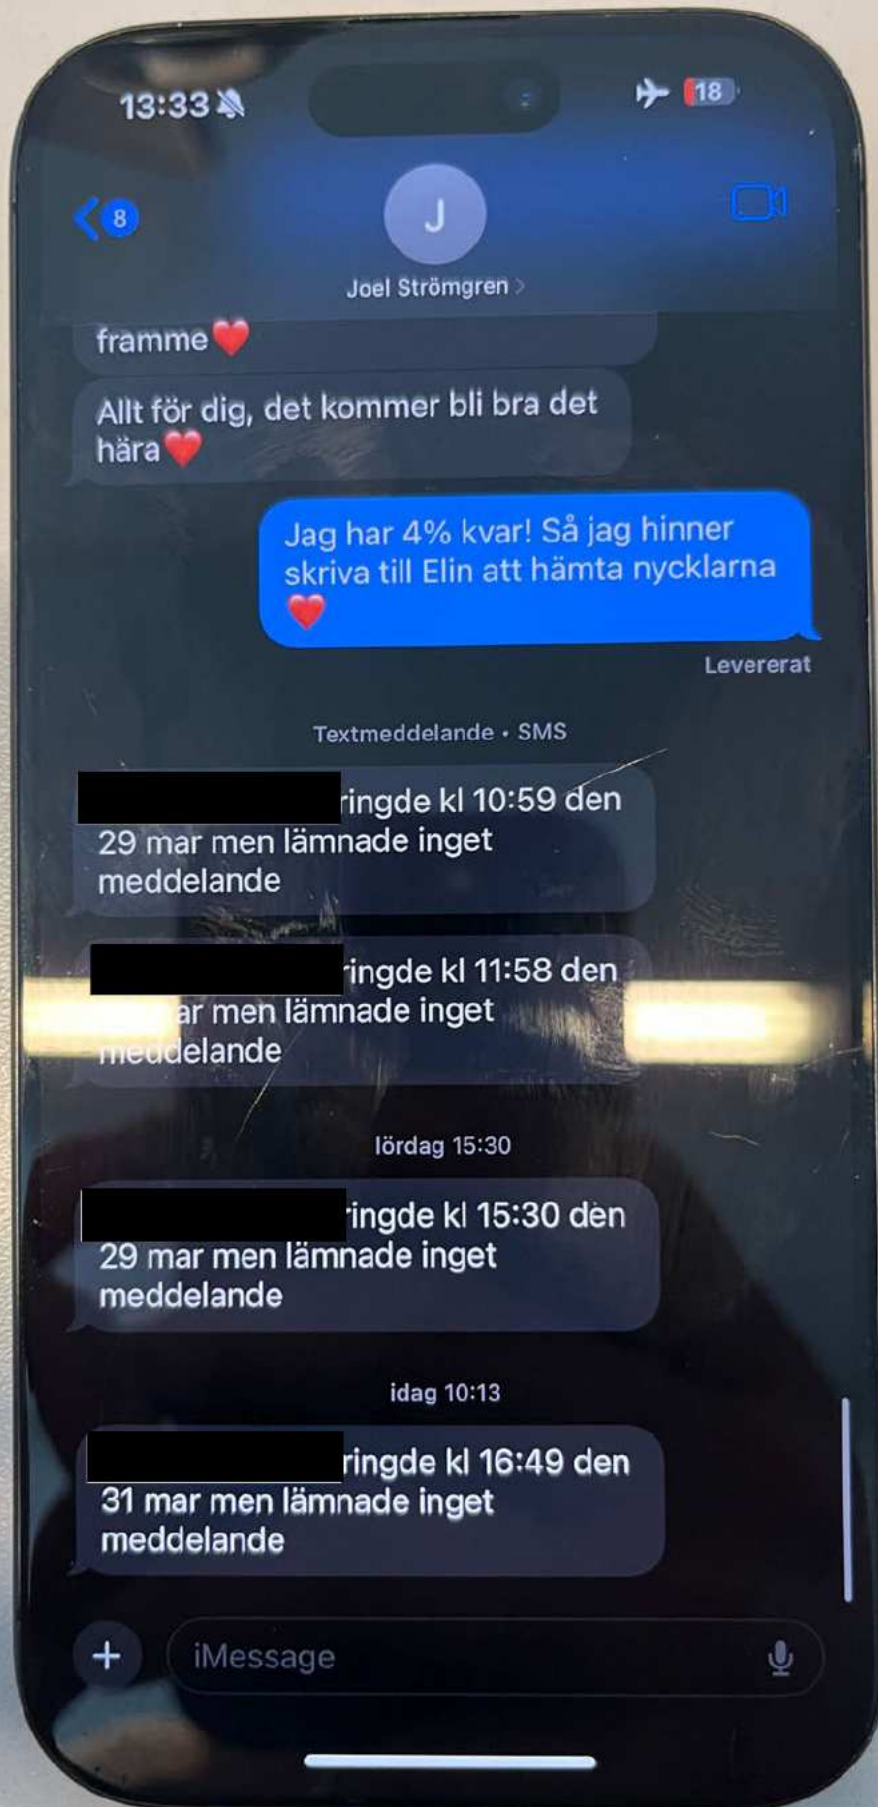 13:33
18
8
J
Joel Strömgren
framme❤️
Allt för dig, det kommer bli bra det
hära❤️
Jag har 4% kvar! Så jag hinner
skriva till Elin att hämta nycklarna
❤️
Levererat
Textmeddelande • SMS
ringde kl 10:59 den
29 mar men lämnade inget
meddelande
ringde kl 11:58 den
ar men lämnade inget
meddelande
lördag 15:30
ringde kl 15:30 den
29 mar men lämnade inget
meddelande
idag 10:13
ringde kl 16:49 den
31 mar men lämnade inget
meddelande
iMessage